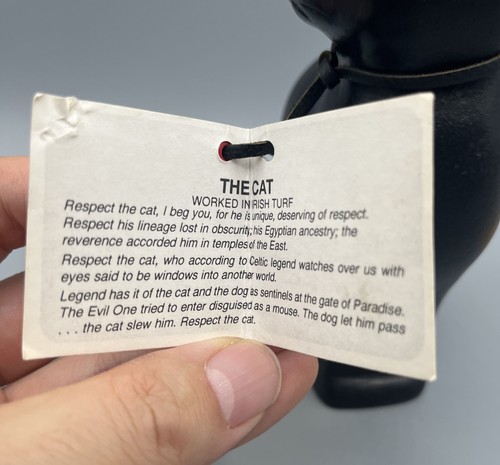 THE CAT
WORKED IN IRISH TURF
Respect the cat, I beg you, for he is unique, deserving of respect.
Respect his lineage lost in obscurity; his Egyptian ancestry; the
reverence accorded him in temples of the East.
Respect the cat, who according to Celtic legend watches over us with
eyes said to be windows into another world.
Legend has it of the cat and the dog as sentinels at the gate of Paradise.
The Evil One tried to enter disguised as a mouse. The dog let him pass
. . . the cat slew him. Respect the cat.